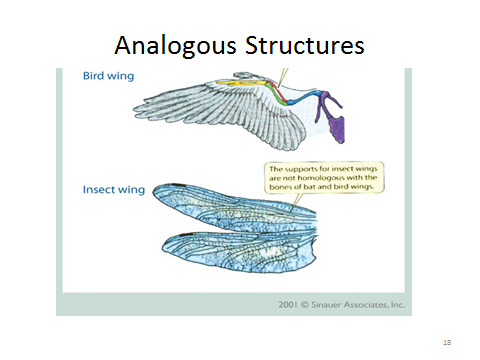 Analogous Structures
Bird wing
The supports for insect wings
are not homologous with the
bones of bat and bird wings.
Insect wing
2001 © Sinauer Associates, Inc.
18